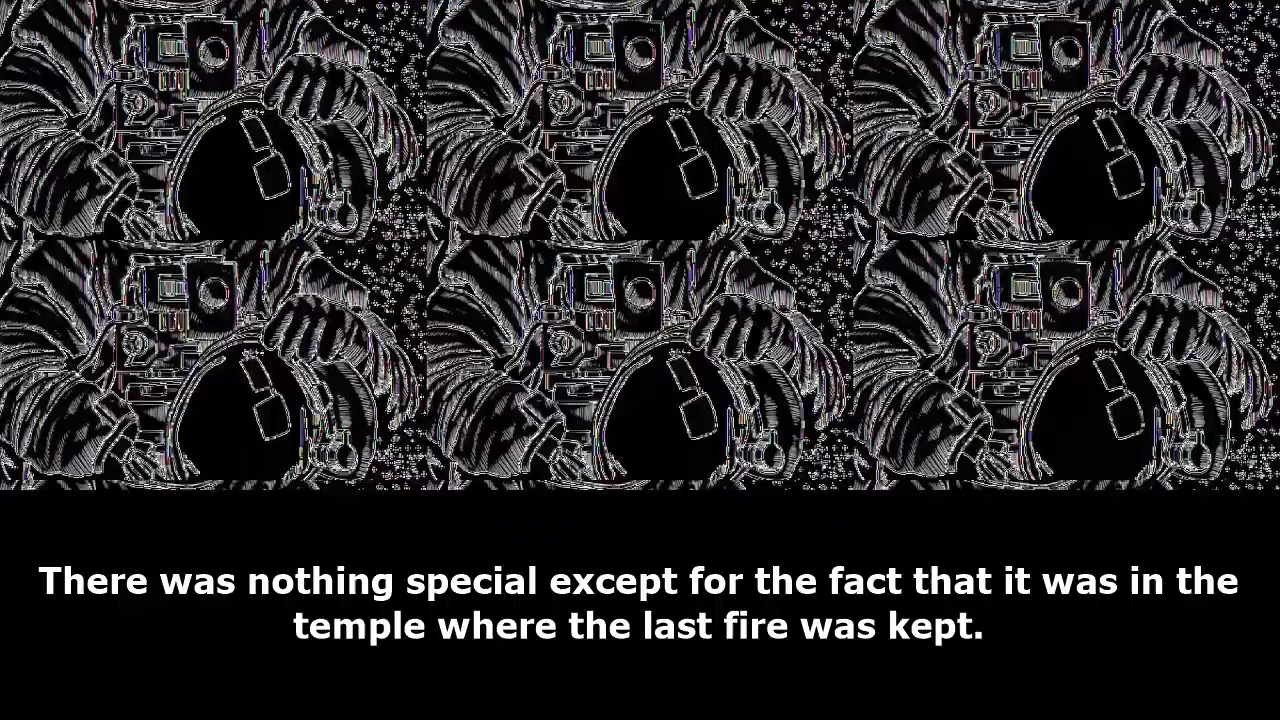 There was nothing special except for the fact that it was in the
temple where the last fire was kept.